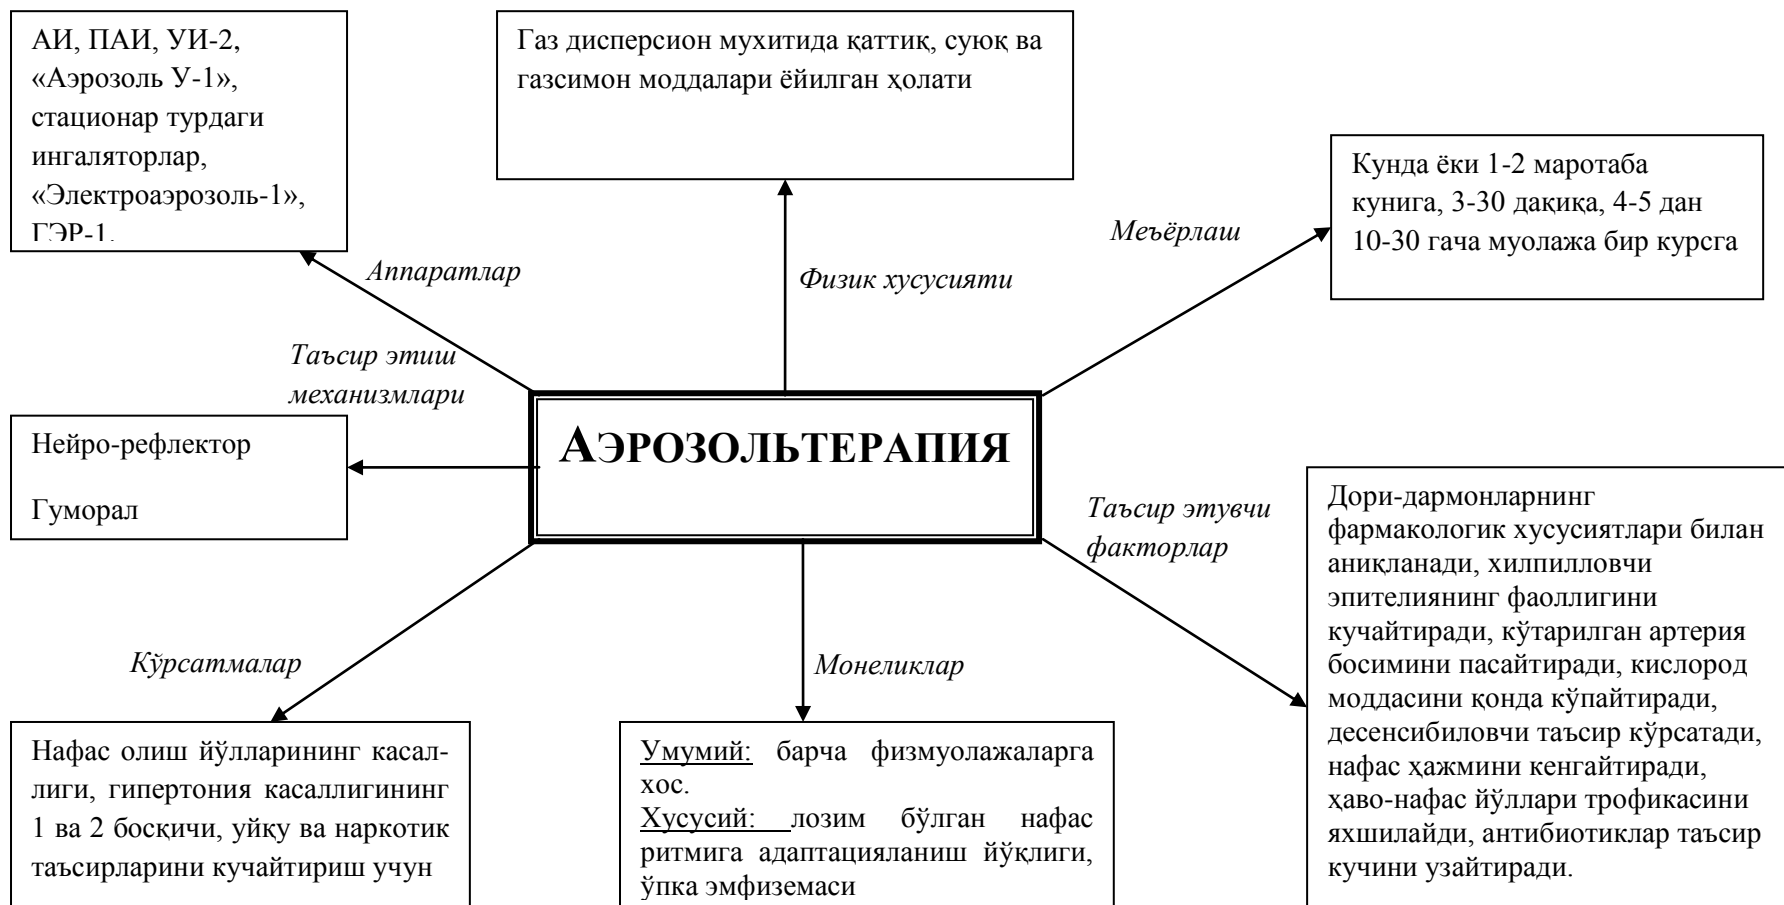 АИ, ПАИ, УИ-2,
«Аэрозоль У-1»,
стационар турдаги
ингаляторлар,
«Электроаэрозоль-1»,
ГЭР-1.
Газ дисперсион мухитида қаттиқ, суюқ ва
газсимон моддалари ёйилган ҳолати
Кунда ёки 1-2 маротаба
кунига, 3-30 дақиқа, 4-5 дан
10-30 гача муолажа бир курсга
Аппаратлар
Физик хусусияти
Меъёрлаш
Таъсир этиш
механизмлари
Нейро-рефлектор
Гуморал
АЭРОЗОЛЬТЕРАПИЯ
Таъсир этувчи
факторлар
Дори-дармонларнинг
фармакологик хусусиятлари билан
аниқланади, хилпилловчи
эпителиянинг фаоллигини
кучайтиради, кўтарилган артерия
босимини пасайтиради, кислород
моддасини қонда кўпайтиради,
десенсибиловчи таъсир кўрсатади,
нафас ҳажмини кенгайтиради,
ҳаво-нафас йўллари трофикасини
яхшилайди, антибиотиклар таъсир
кучини узайтиради.
Кўрсатмалар
Монеликлар
Нафас олиш йўлларининг касал-
лиги, гипертония касаллигининг
1 ва 2 босқичи, уйқу ва наркотик
таъсирларини кучайтириш учун
Умумий: барча физмуолажаларга
хос.
Хусусий: лозим бўлган нафас
ритмига адаптацияланиш йўқлиги,
ўпка эмфиземаси